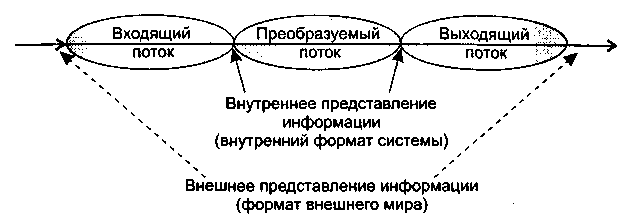 Входящий
поток
Преобразуемый
поток
Выходящий
поток
Внутреннее представление
информации
(внутренний формат системы)
Внешнее представление информации
(формат внешнего мира)